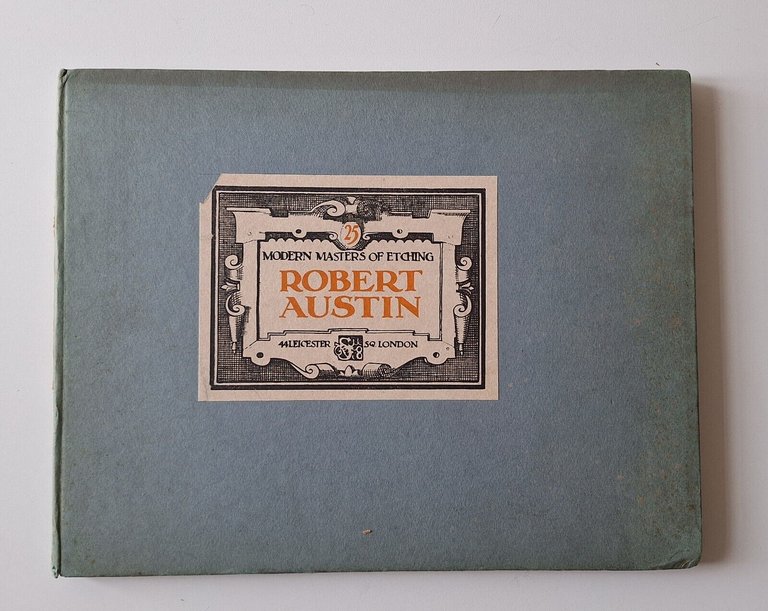 25
MODERN MASTERS OF ETCHING
ROBERT
AUSTIN
44 LEICESTER SQ. LONDON